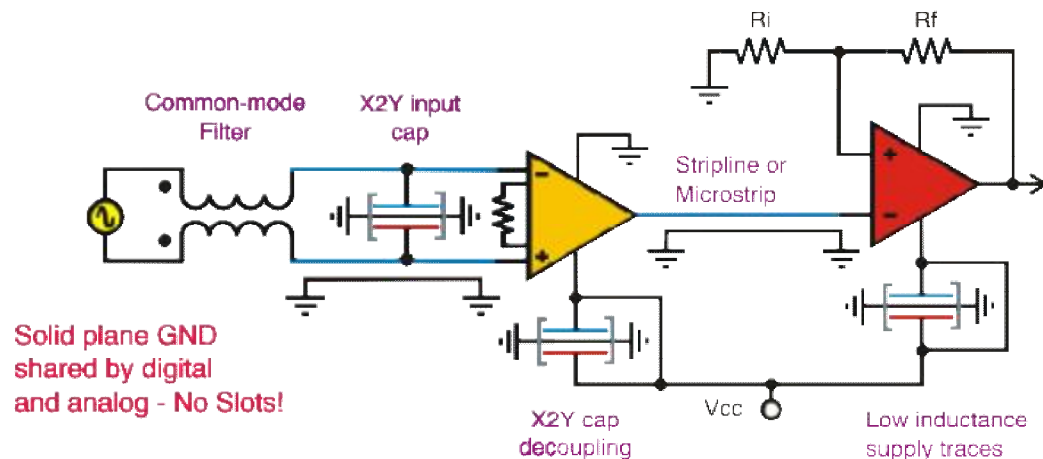 Ri
Rf
Common-mode
Filter
X2Y input
cap
Stripline or
Microstrip
−
+
+
−
Solid plane GND
shared by digital
and analog - No Slots!
Vcc
X2Y cap
decoupling
Low inductance
supply traces